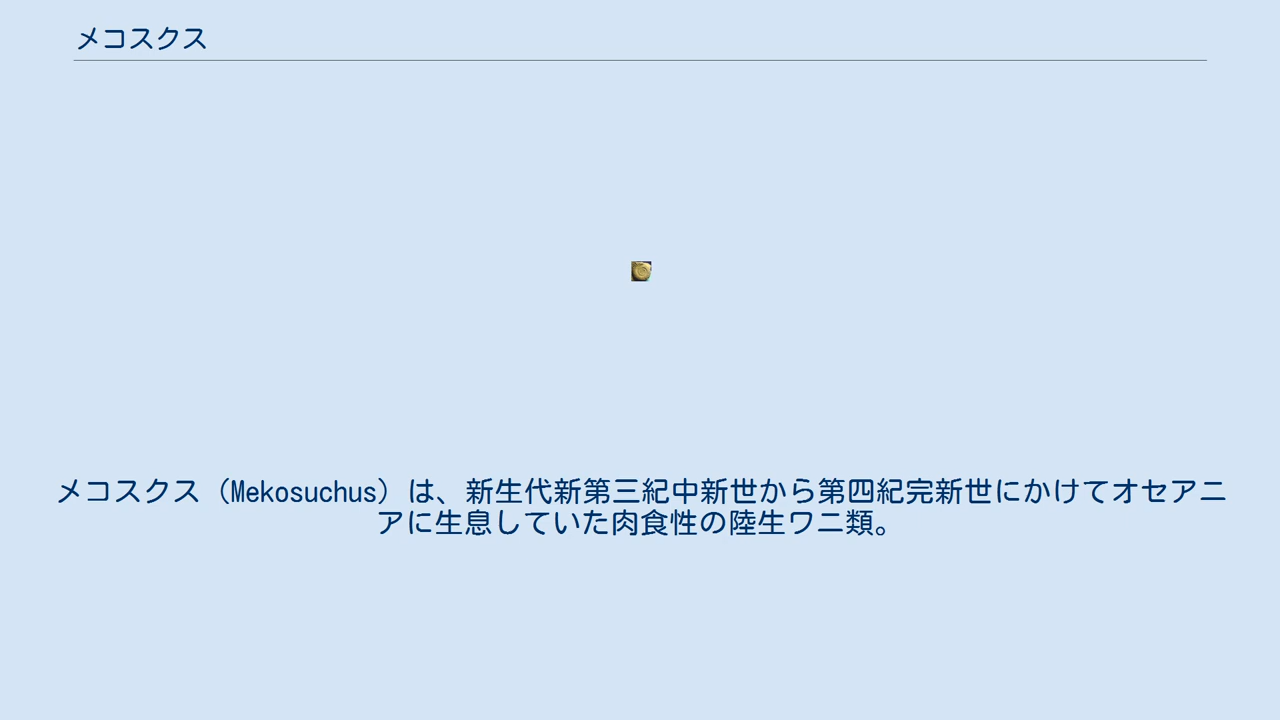 メコスクス
メコスクス（Mekosuchus）は、新生代新第三紀中新世から第四紀完新世にかけてオセアニ
アに生息していた肉食性の陸生ワニ類。